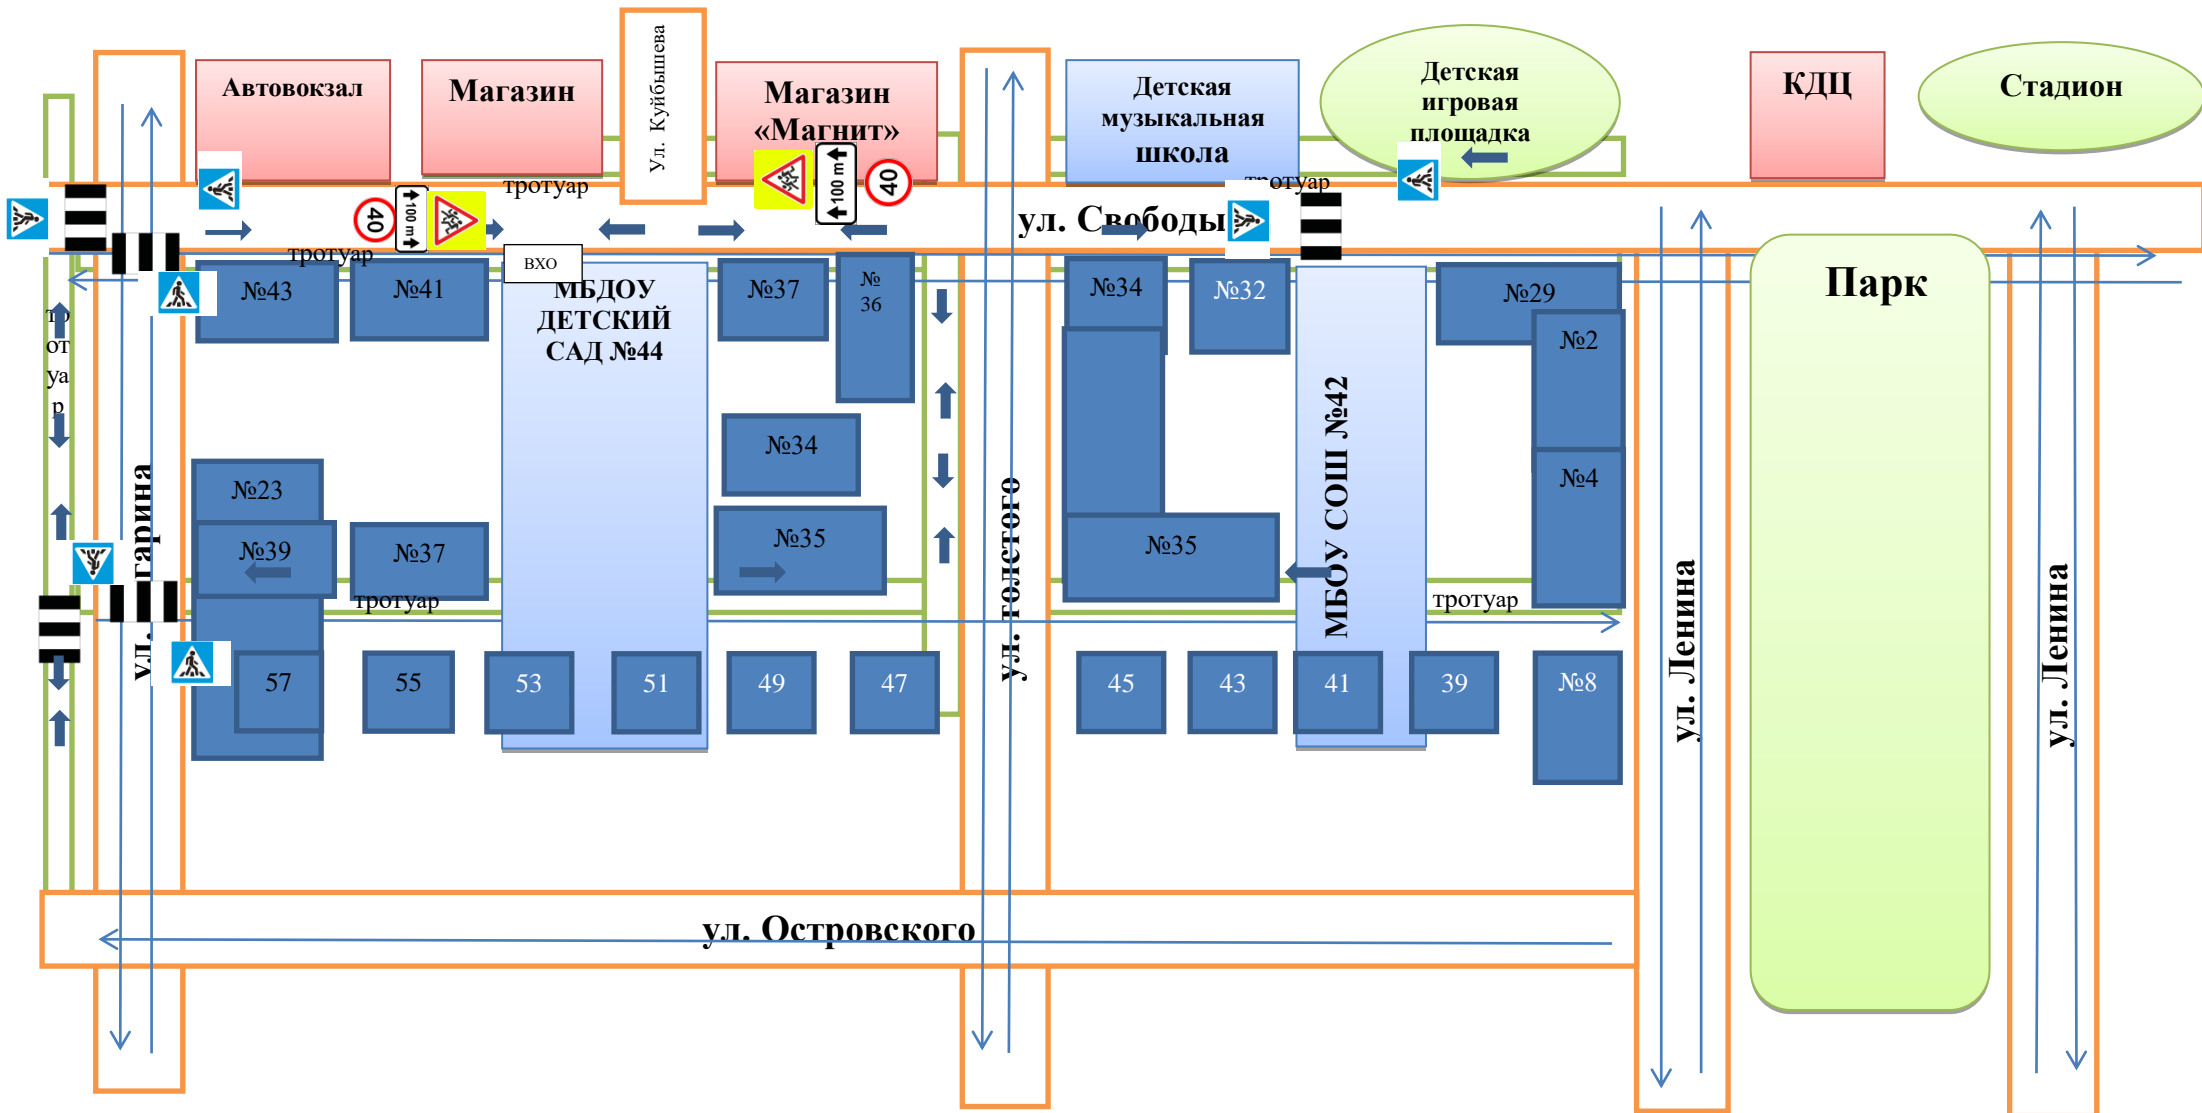 Автовокзал
Магазин
Ул. Куйбышева
Магазин
«Магнит»
Детская
музыкальная
школа
Детская
игровая
площадка
КДЦ
Стадион
тротуар
100 m
40
тротуар
40
100 m
ул. Свободы
тротуар
ВХО
№43
№41
МБДОУ
ДЕТСКИЙ
САД №44
№37
№
36
№34
№32
№29
Парк
№2
от
уа
р
№34
№4
№23
№39
№37
№35
№35
МБОУ СОШ №42
ул. толстого
ул. Ленина
ул. Ленина
тротуар
тротуар
57
55
53
51
49
47
45
43
41
39
№8
ул. Островского